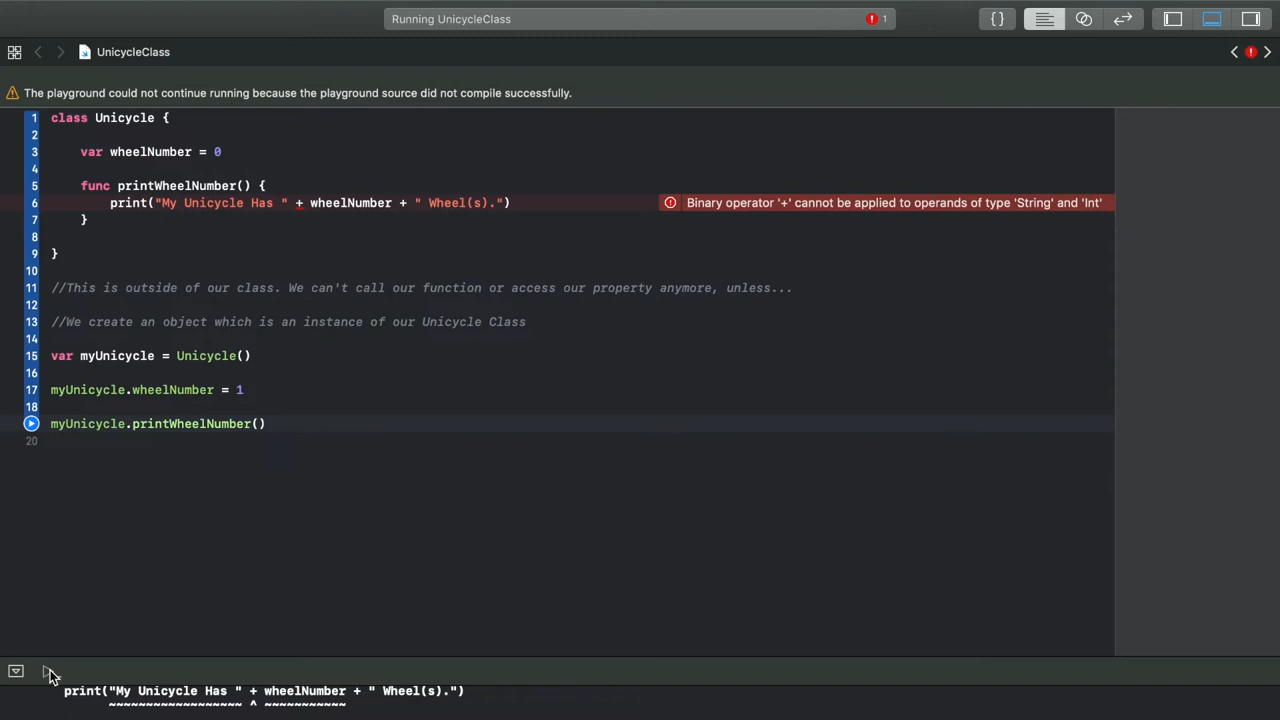 Running UnicycleClass
1
{}
UnicycleClass
The playground could not continue running because the playground source did not compile successfully.
1 class Unicycle {
2
3 var wheelNumber = 0
4
5 func printWheelNumber() {
6 print("My Unicycle Has " + wheelNumber + " Wheel(s).") Binary operator '+' cannot be applied to operands of type 'String' and 'Int'
7 }
8
9 }
10
11 //This is outside of our class. We can't call our function or access our property anymore, unless...
12
13 //We create an object which is an instance of our Unicycle Class
14
15 var myUnicycle = Unicycle()
16
17 myUnicycle.wheelNumber = 1
18
myUnicycle.printWheelNumber()
20
print("My Unicycle Has " + wheelNumber + " Wheel(s).")
~~~~~~~~~~~~~~~~~~ ^ ~~~~~~~~~~~